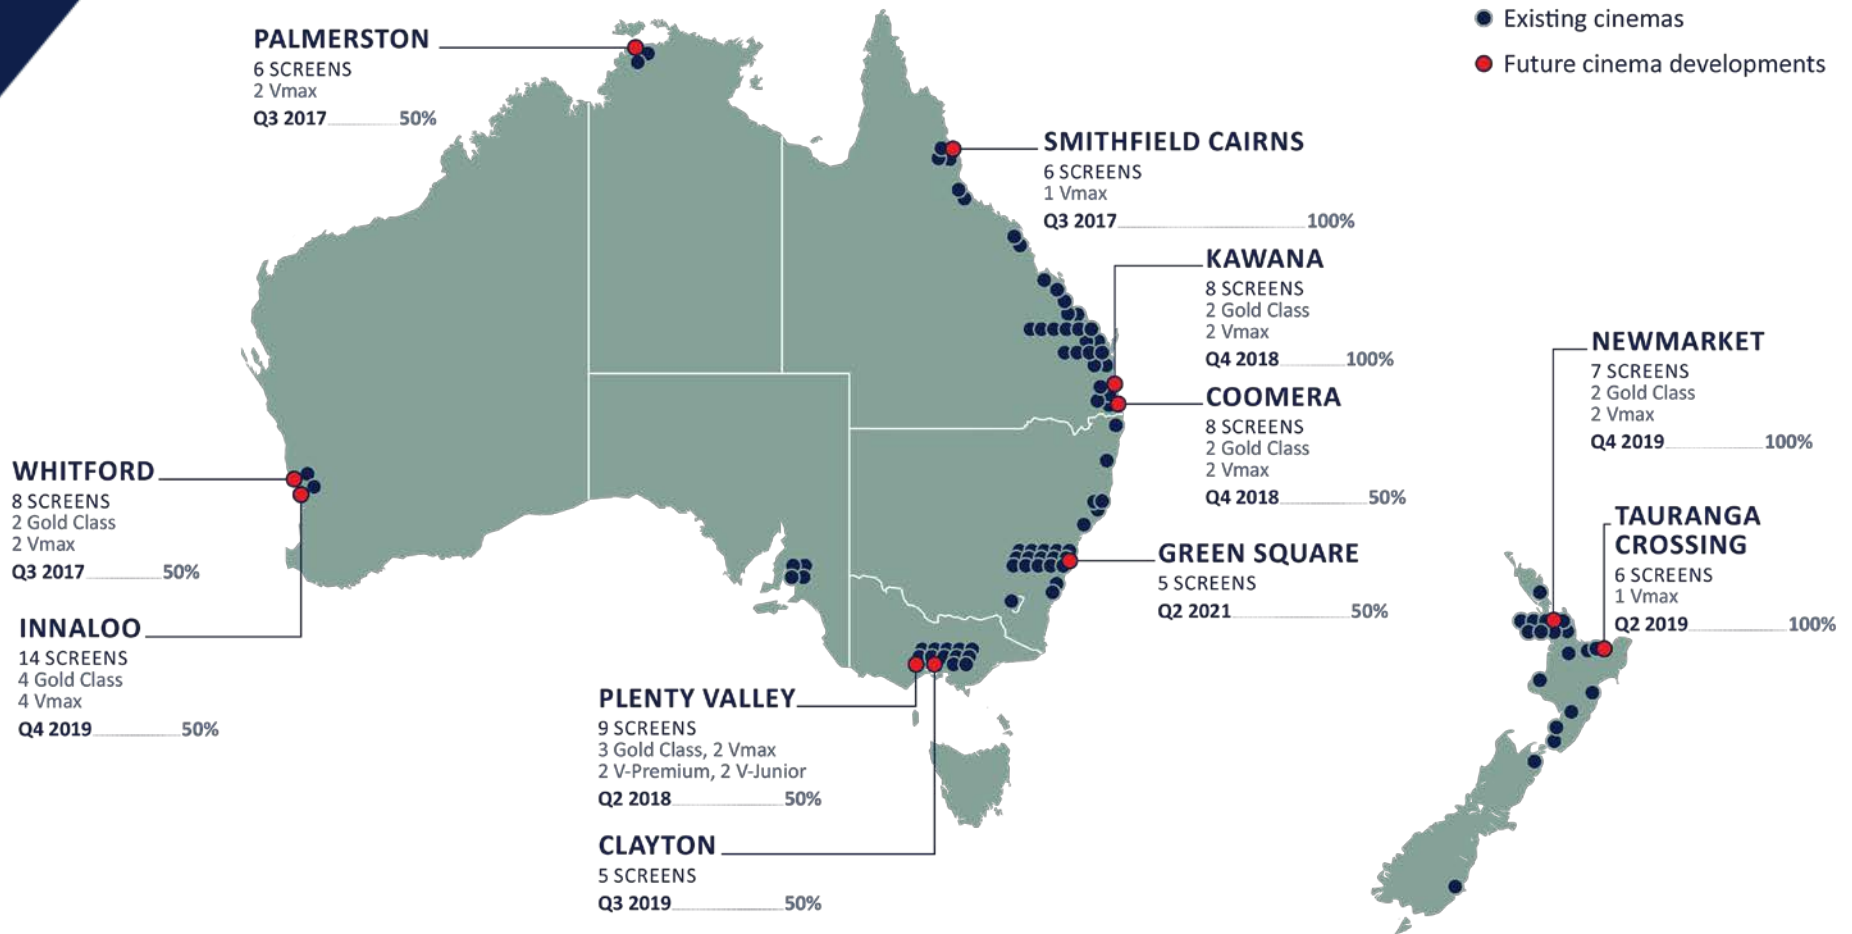 Existing cinemas
Future cinema developments
PALMERSTON
6 SCREENS
2 Vmax
Q3 2017 50%
SMITHFIELD CAIRNS
6 SCREENS
1 Vmax
Q3 2017 100%
KAWANA
8 SCREENS
2 Gold Class
2 Vmax
Q4 2018 100%
COOMERA
8 SCREENS
2 Gold Class
2 Vmax
Q4 2018 50%
NEWMARKET
7 SCREENS
2 Gold Class
2 Vmax
Q4 2019 100%
WHITFORD
8 SCREENS
2 Gold Class
2 Vmax
Q3 2017 50%
GREEN SQUARE
5 SCREENS
Q2 2021 50%
TAURANGA
CROSSING
6 SCREENS
1 Vmax
Q2 2019 100%
INNALOO
14 SCREENS
4 Gold Class
4 Vmax
Q4 2019 50%
PLENTY VALLEY
9 SCREENS
3 Gold Class, 2 Vmax
2 V-Premium, 2 V-Junior
Q2 2018 50%
CLAYTON
5 SCREENS
Q3 2019 50%